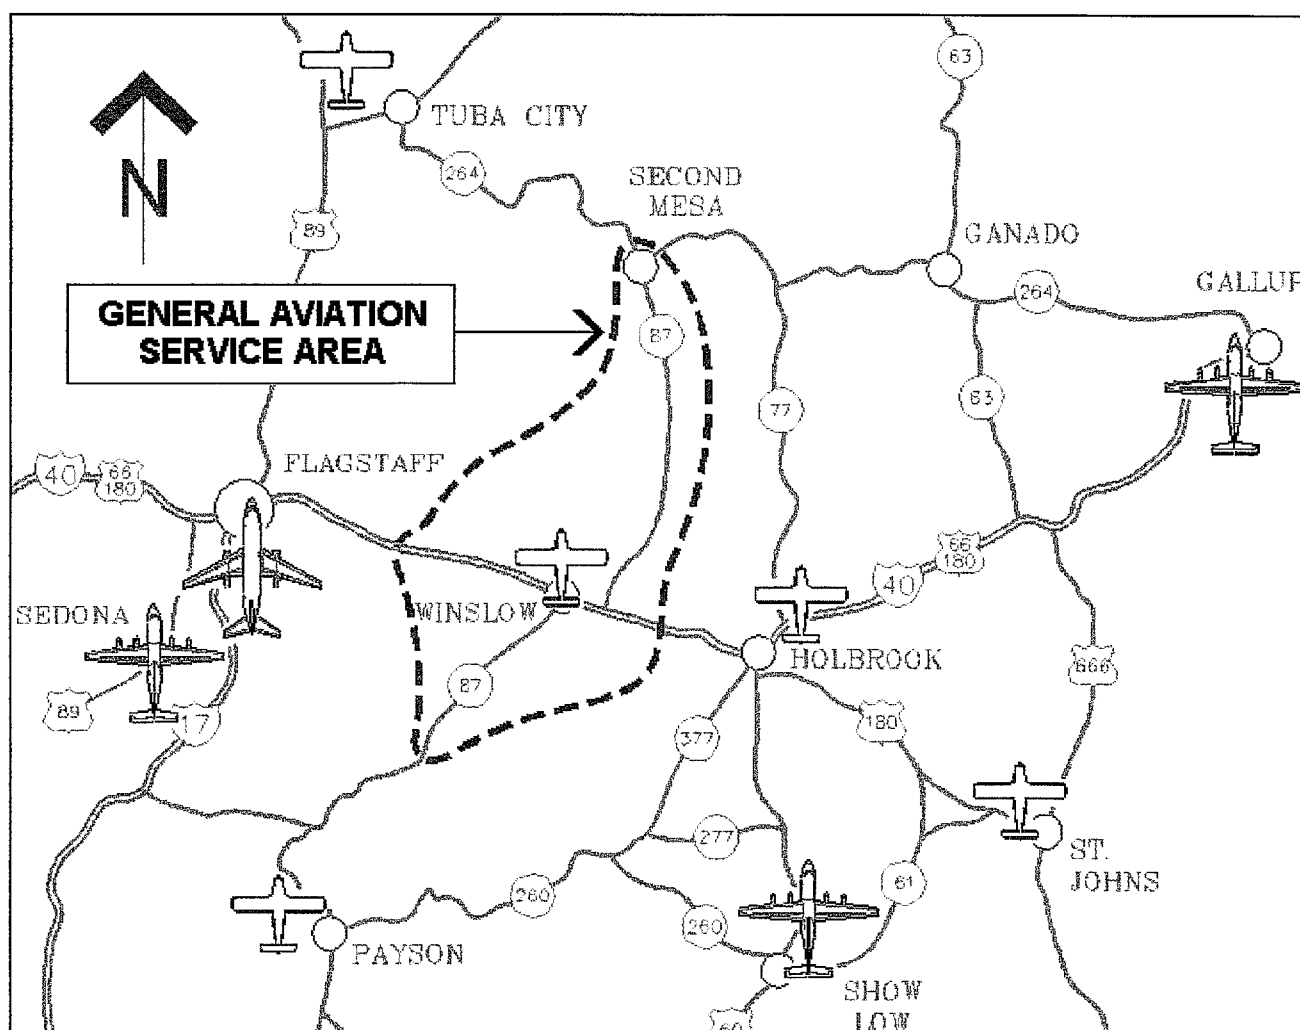 63
TUBA CITY
N
264
SECOND
MESA
89
GANADO
GALLUP
264
GENERAL AVIATION
SERVICE AREA
87
77
63
FLAGSTAFF
40
66
180
66
180
40
SEDONA
WINSLOW
HOLBROOK
666
87
89
17
180
377
277
ST.
JOHNS
61
260
260
PAYSON
SHOW
LOW
60